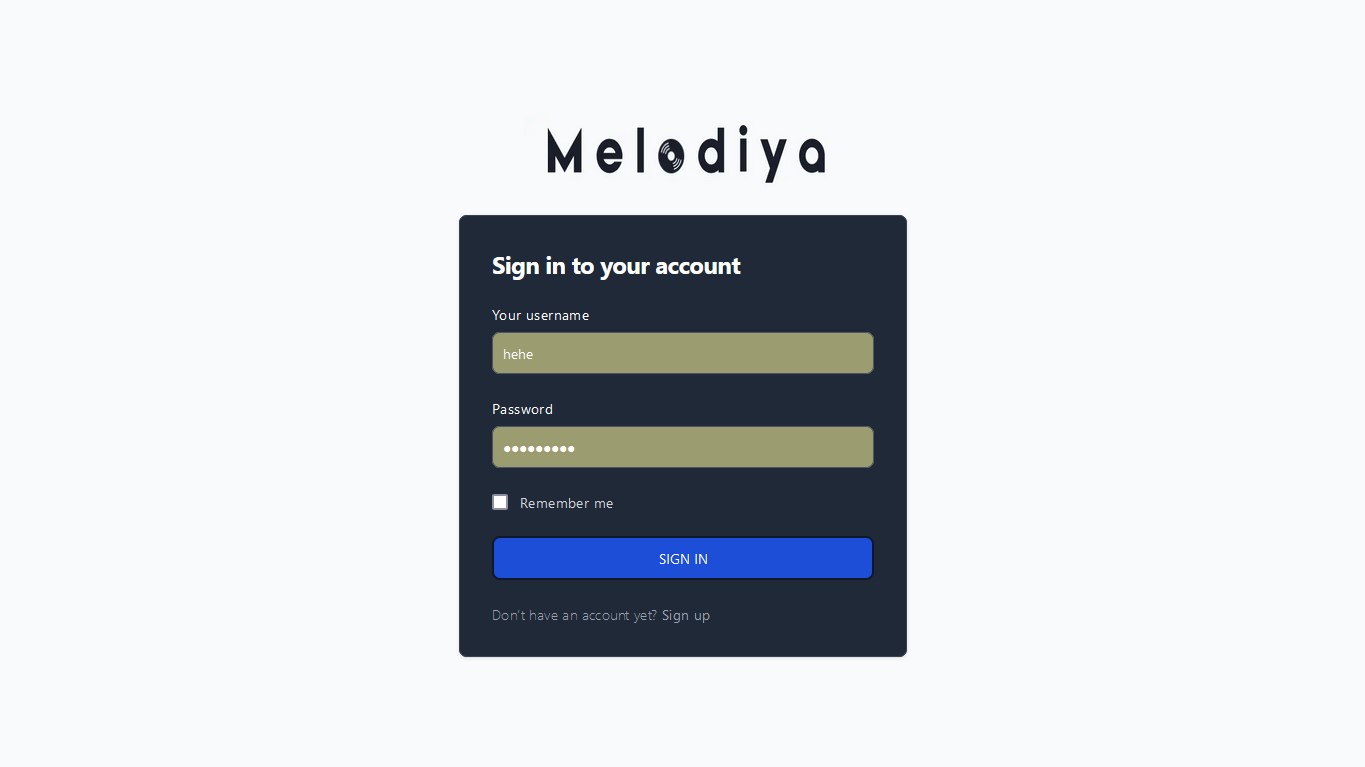 Melodiya
Sign in to your account
Your username
hehe
Password
•••••••••
Remember me
SIGN IN
Don't have an account yet? Sign up